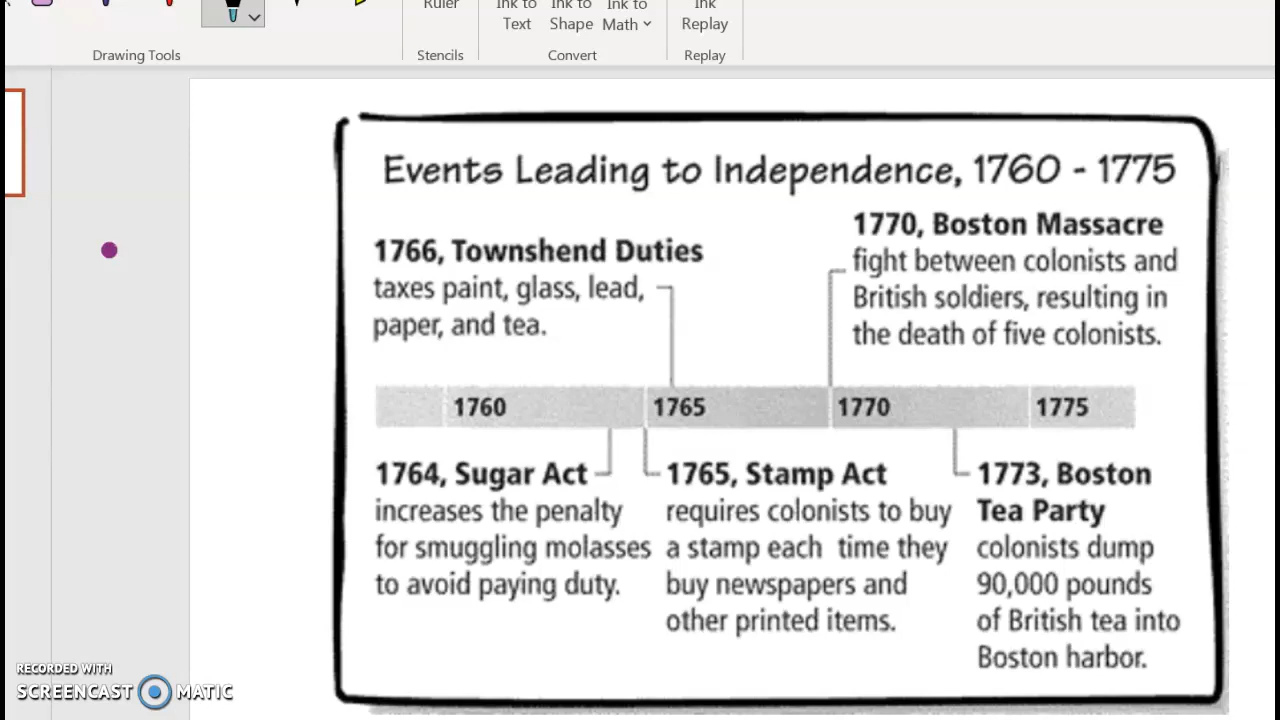 Ruler
Ink to Text
Ink to Shape
Ink to Math
Ink Replay
Drawing Tools
Stencils
Convert
Replay
Events Leading to Independence, 1760 - 1775
1766, Townshend Duties
taxes paint, glass, lead,
paper, and tea.
1770, Boston Massacre
fight between colonists and
British soldiers, resulting in
the death of five colonists.
1760 1765 1770 1775
1764, Sugar Act
increases the penalty
for smuggling molasses
to avoid paying duty.
1765, Stamp Act
requires colonists to buy
a stamp each time they
buy newspapers and
other printed items.
1773, Boston
Tea Party
colonists dump
90,000 pounds
of British tea into
Boston harbor.
RECORDED WITH
SCREENCAST MATIC